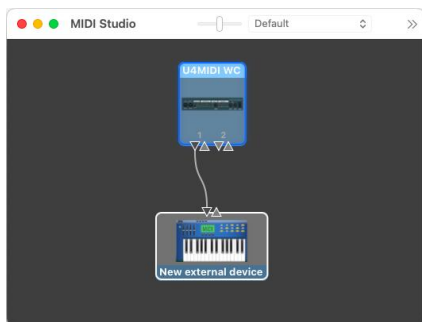 MIDI Studio
Default
U4MIDI WC
1 2
New external device